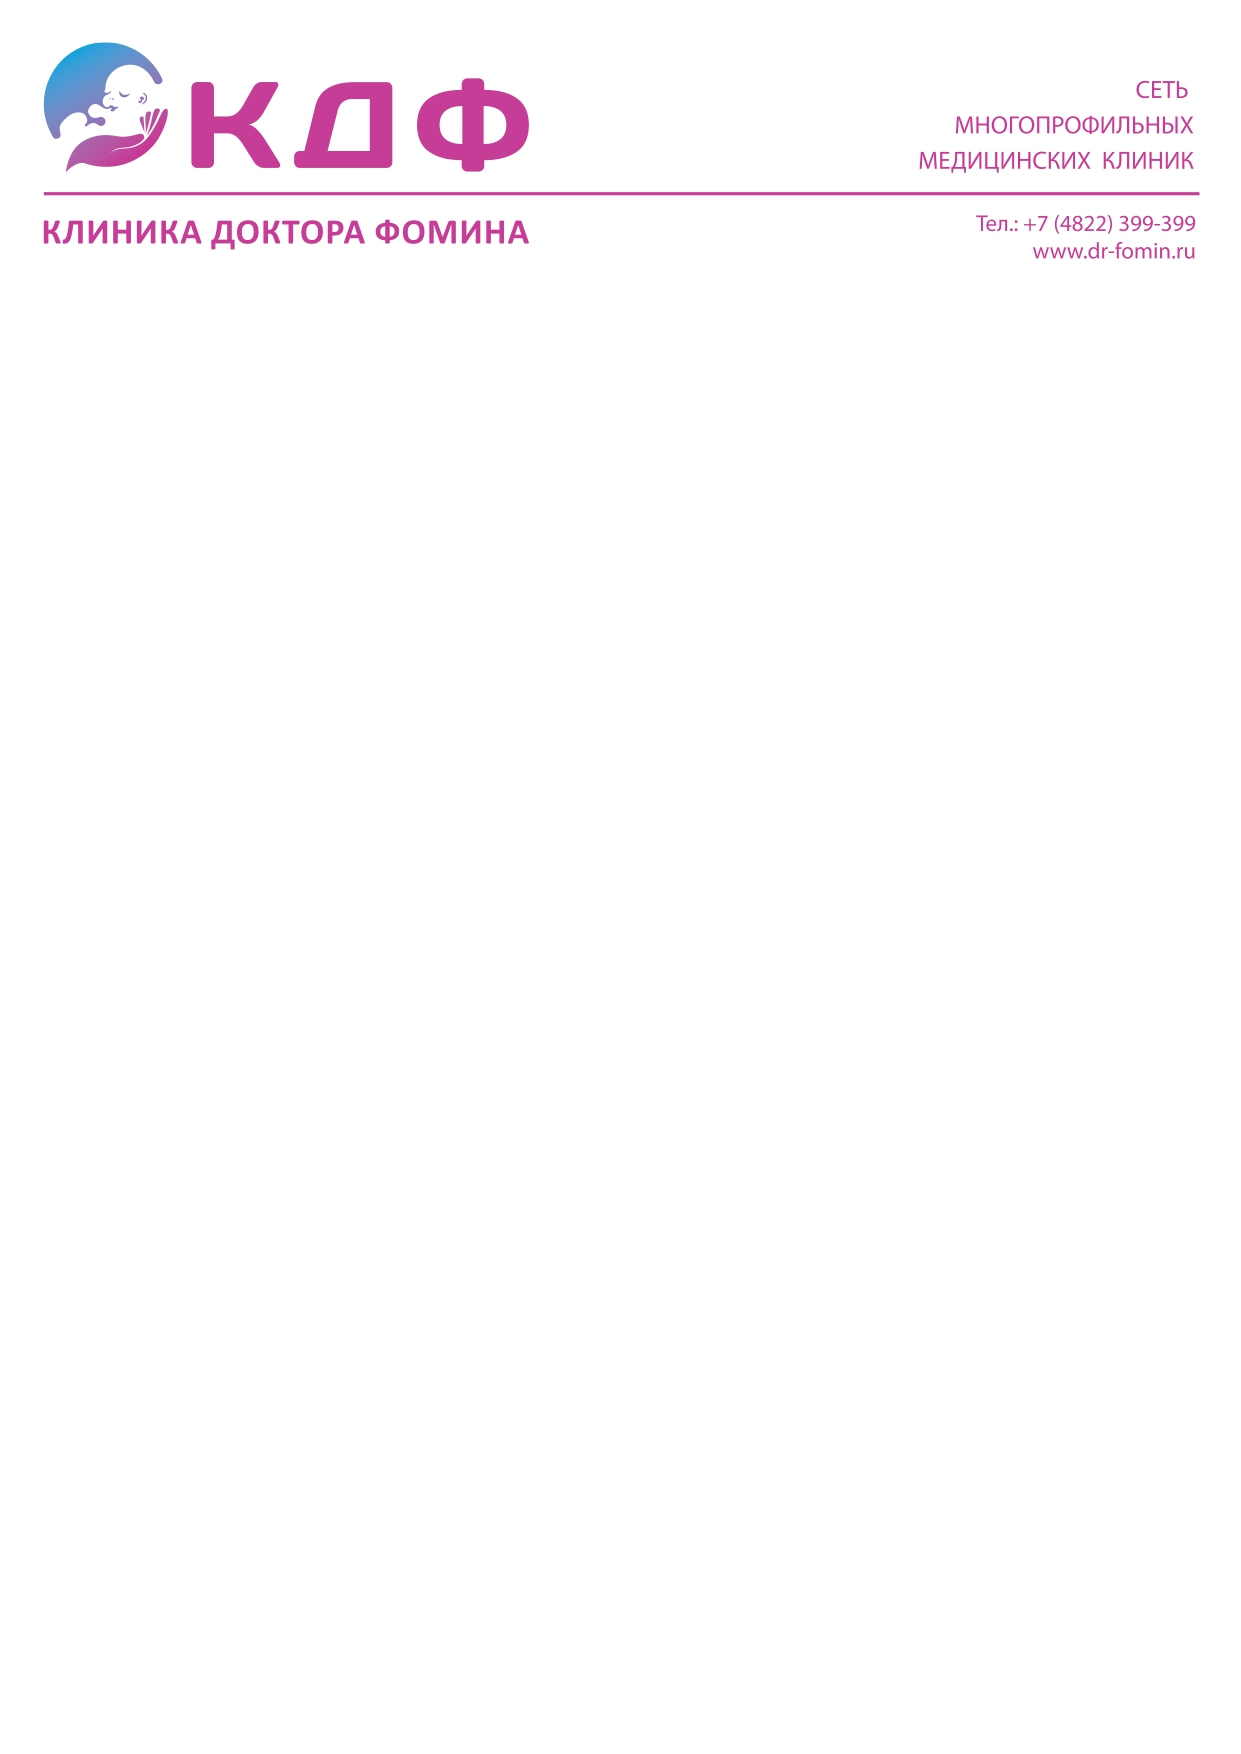 КДФ
СЕТЬ
МНОГОПРОФИЛЬНЫХ
МЕДИЦИНСКИХ КЛИНИК
КЛИНИКА ДОКТОРА ФОМИНА
Тел.: +7 (4822) 399-399
www.dr-fomin.ru